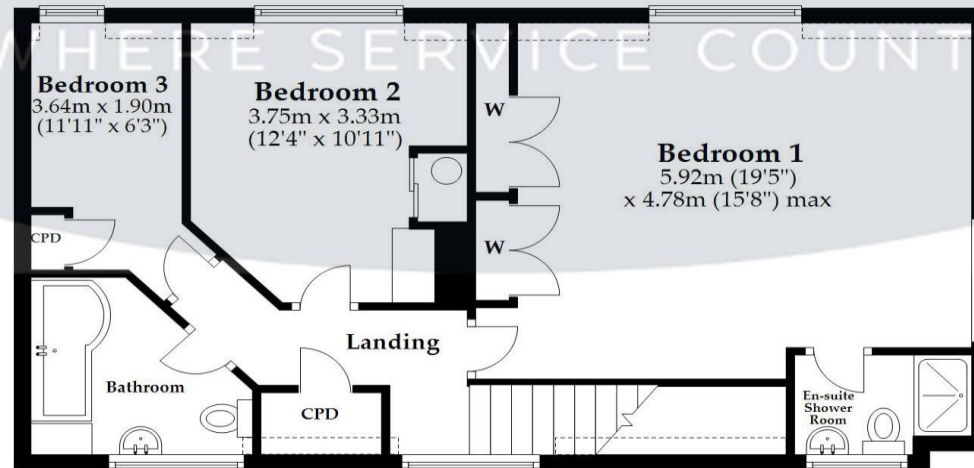 WHERE SERVICE COUNT
Bedroom 3
3.64m x 1.90m
(11'11" x 6'3")
Bedroom 2
3.75m x 3.33m
(12'4" x 10'11")
W
Bedroom 1
5.92m (19'5")
x 4.78m (15'8") max
CPD
W
Landing
Bathroom
CPD
En-suite
Shower
Room